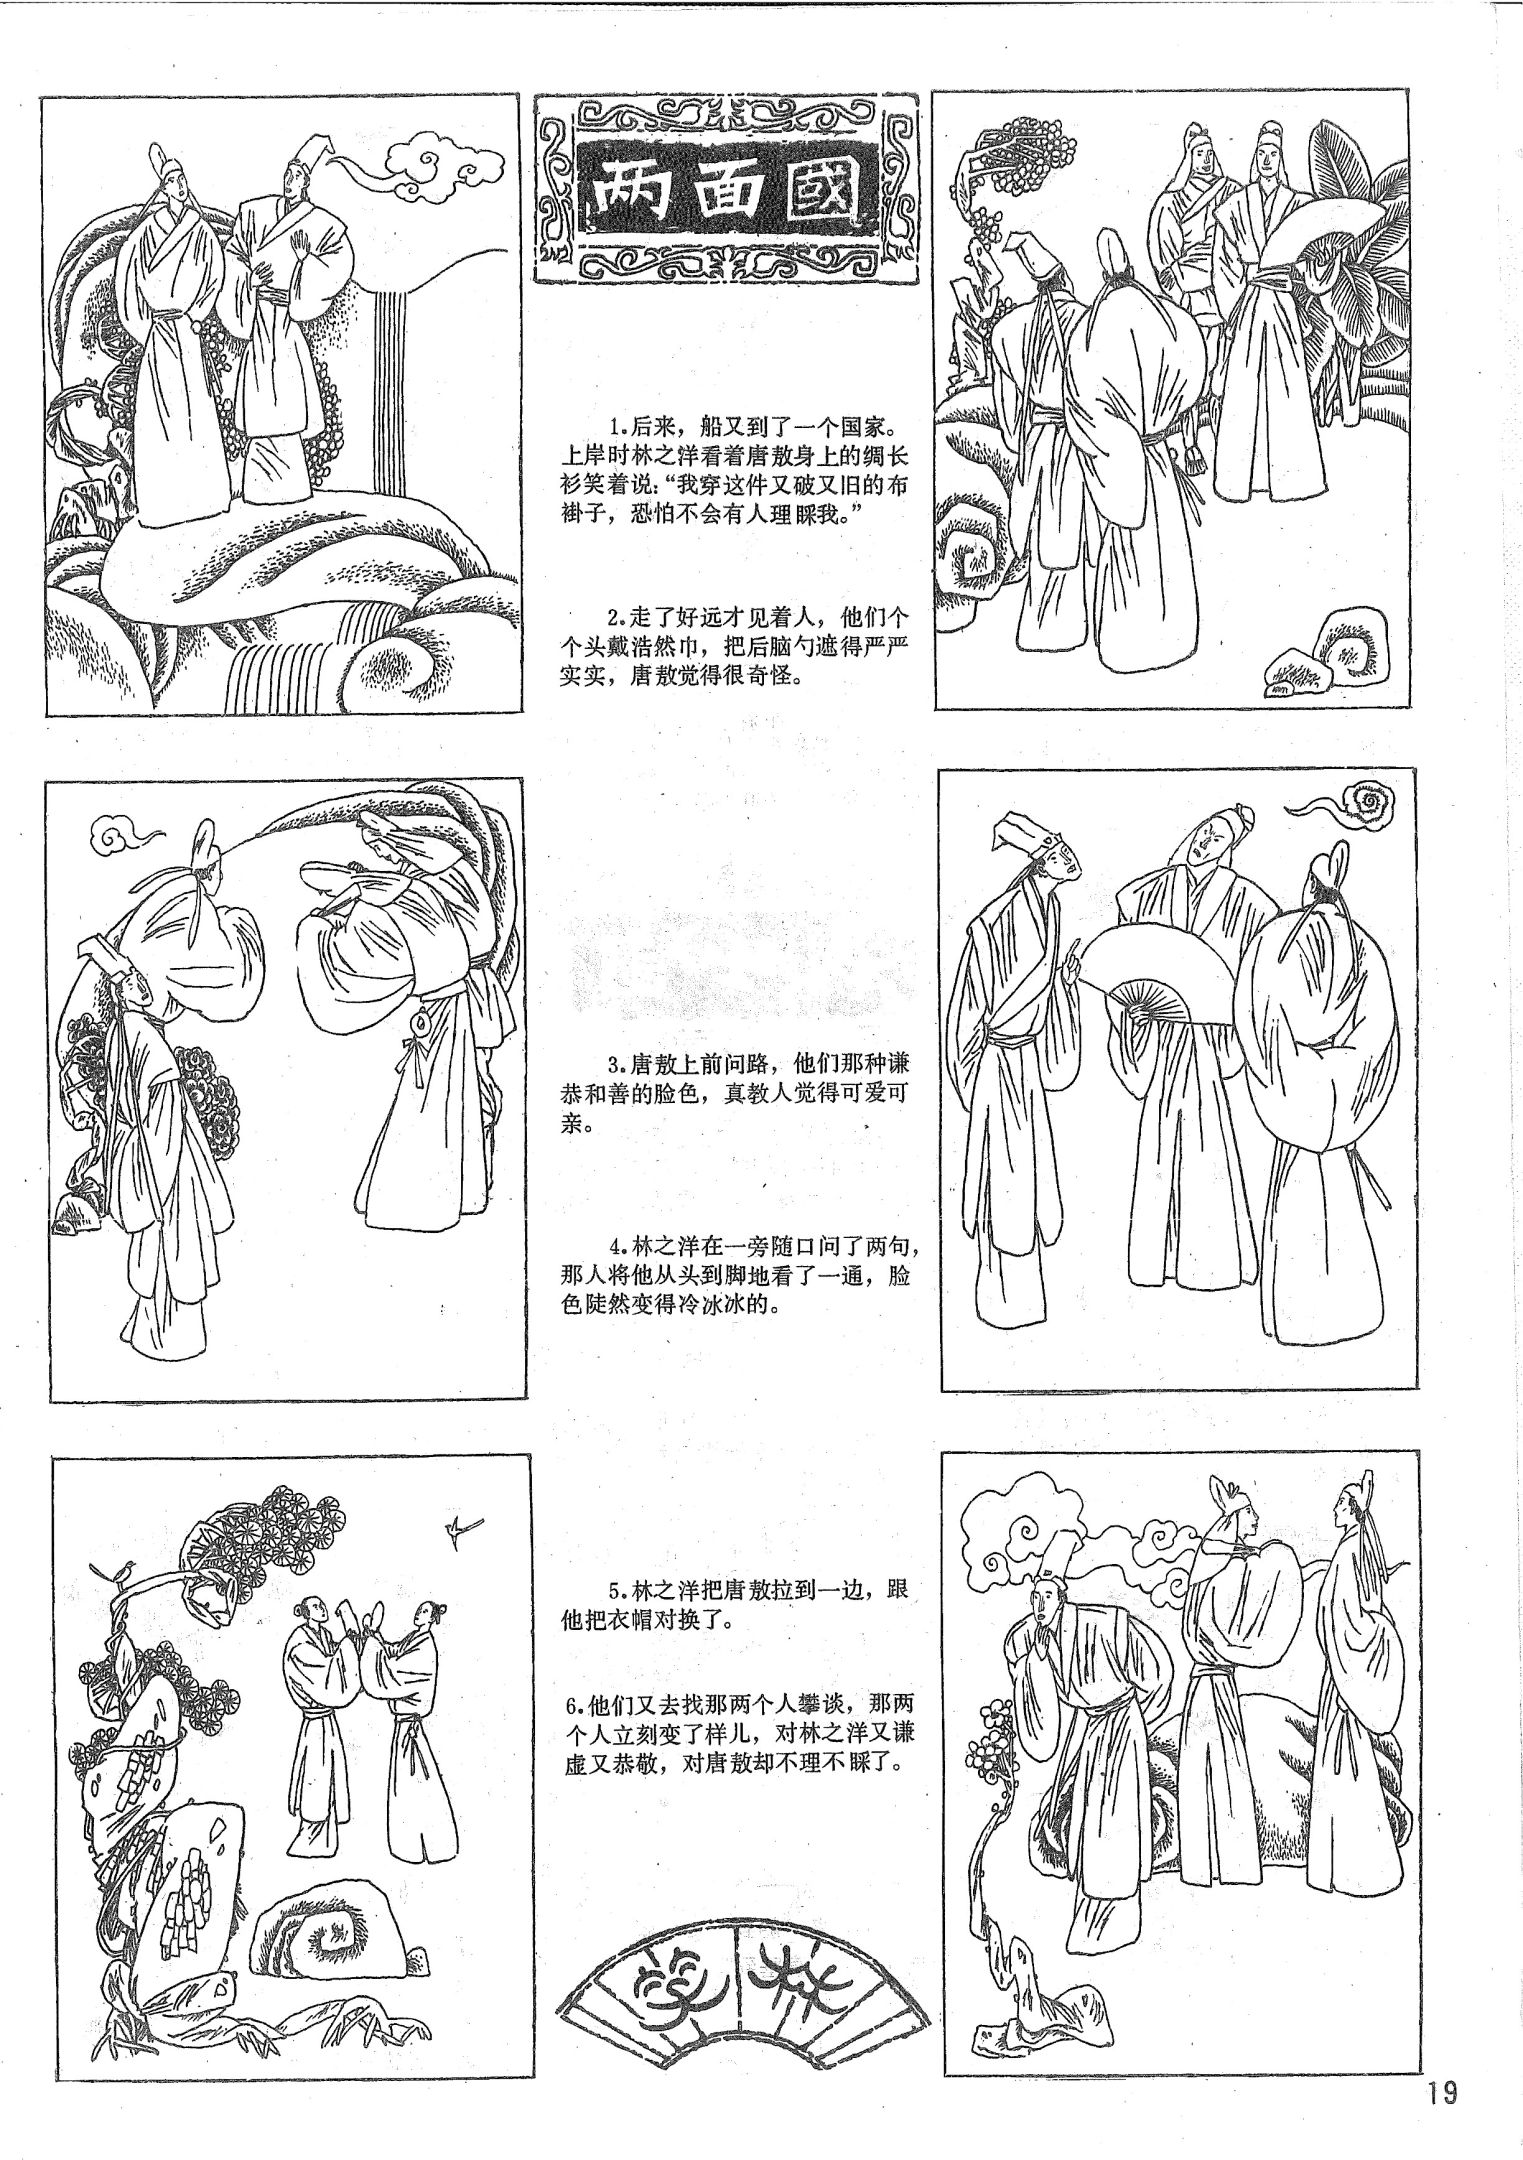 两面國
1.后来，船又到了一个国家。
上岸时林之洋看着唐敖身上的绸长
衫笑着说：“我穿这件又破又旧的布
褂子，恐怕不会有人理睬我。”
2.走了好远才见着人，他们个
个头戴浩然巾，把后脑勺遮得严严
实实，唐敖觉得很奇怪。
3.唐敖上前问路，他们那种谦
恭和善的脸色，真教人觉得可爱可
亲。
4.林之洋在一旁随口问了两句，
那人将他从头到脚地看了一通，脸
色陡然变得冷冰冰的。
5.林之洋把唐敖拉到一边，跟
他把衣帽对换了。
6.他们又去找那两个人攀谈，那两
个人立刻变了样儿，对林之洋又谦
虚又恭敬，对唐敖却不理不睬了。
笑林
19